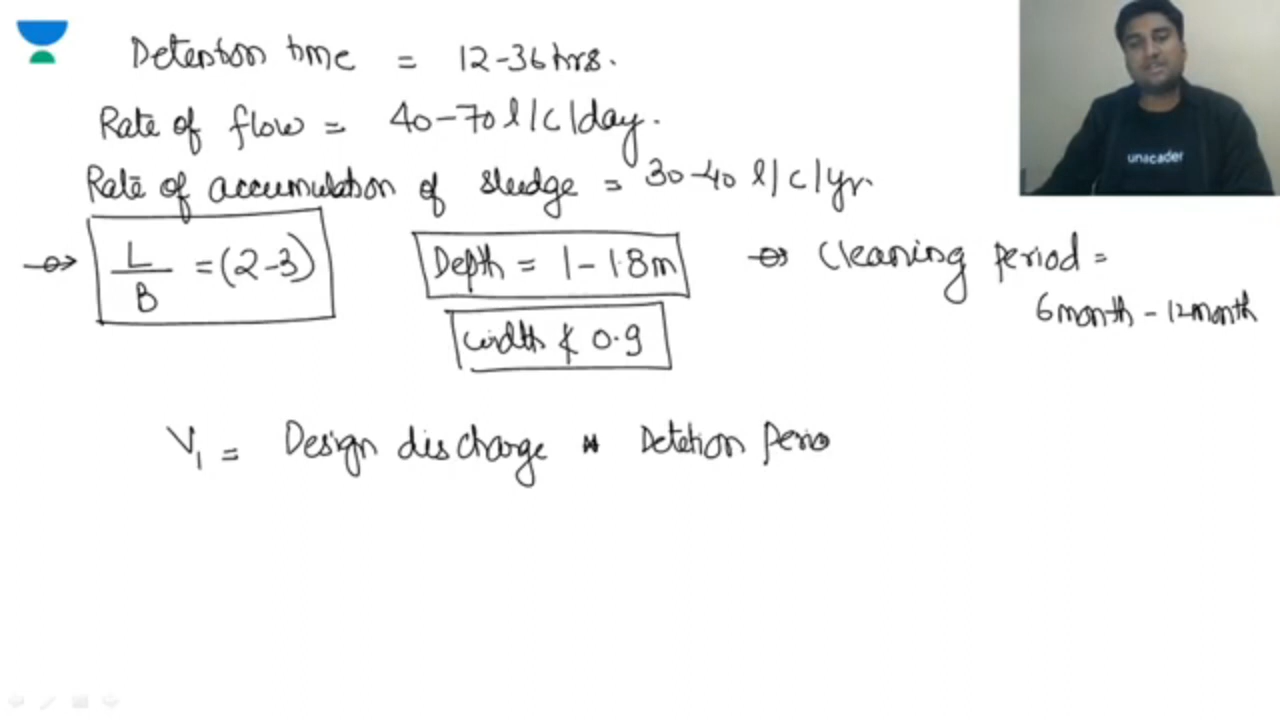 Detention time = 12-36 hrs.
Rate of flow = 40-70 l/c/day.
Rate of accumulation of sludge = 30-40 l/c/yr.
L/B = (2-3)
Depth = 1-1.8m
width ≮ 0.9
Cleaning period =
6month - 12month
V₁ = Design discharge * Detetion Perio
unacader